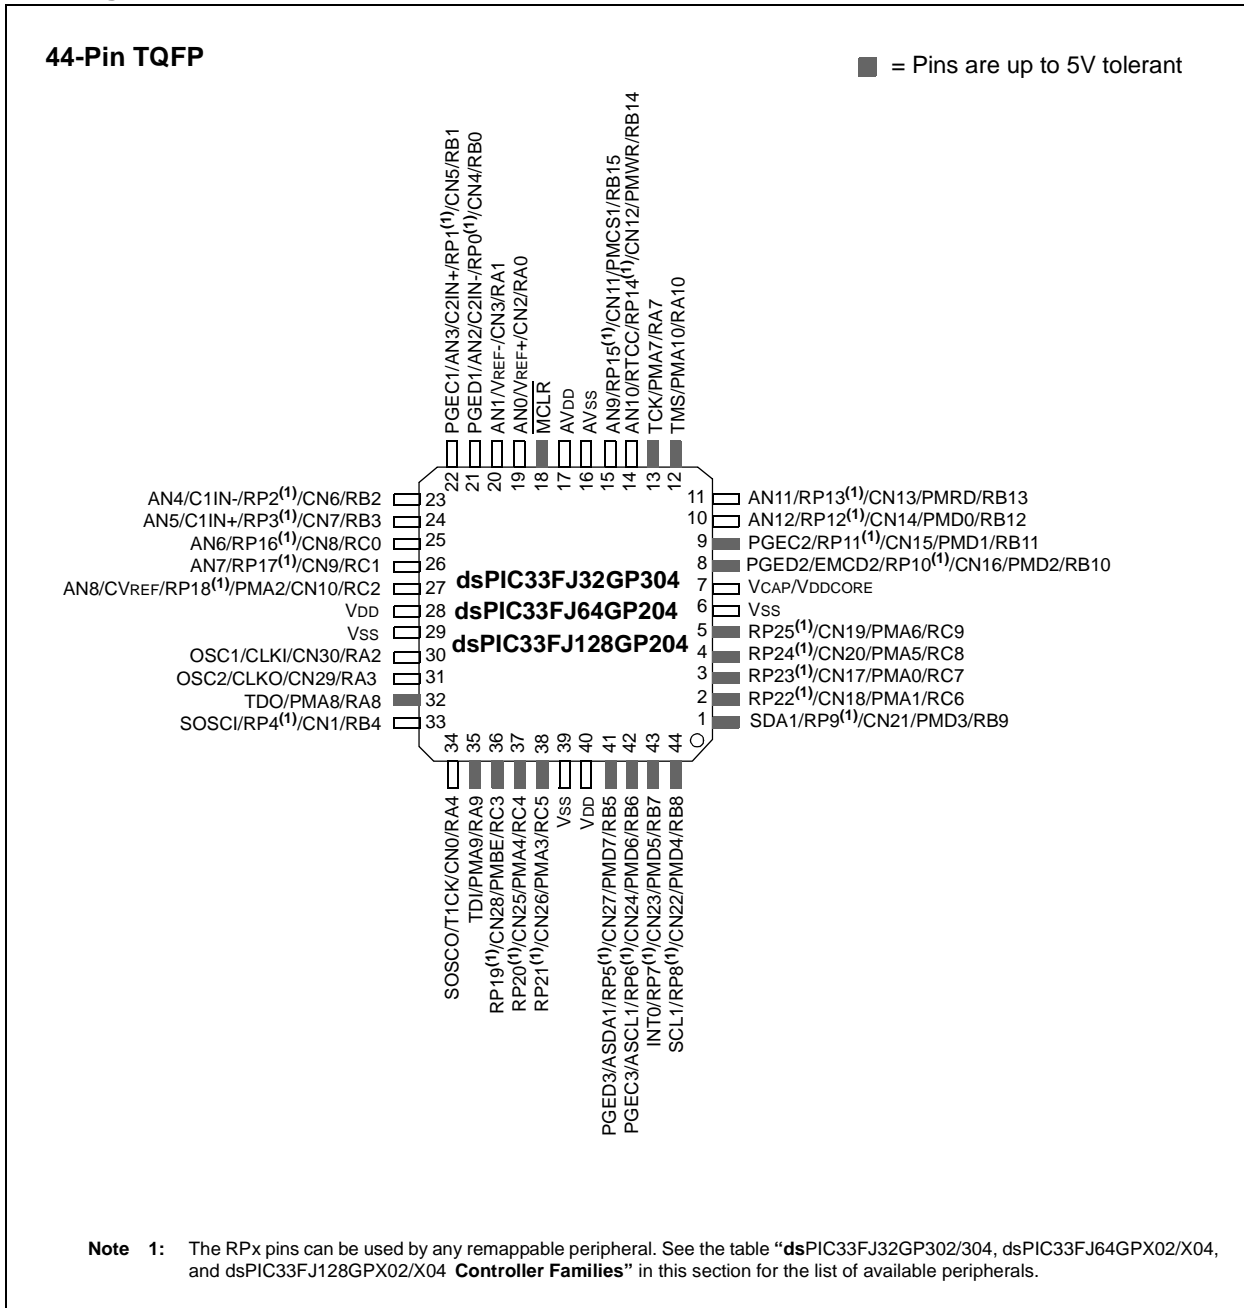 44-Pin TQFP
= Pins are up to 5V tolerant
PGEC1/AN3/C2IN+/RP1(1)/CN5/RB1
PGED1/AN2/C2IN-/RP0(1)/CN4/RB0
AN1/VREF-/CN3/RA1
AN0/VREF+/CN2/RA0
MCLR
AVDD
AVSS
AN9/RP15(1)/CN11/PMCS1/RB15
AN10/RTCC/RP14(1)/CN12/PMWR/RB14
TCK/PMA7/RA7
TMS/PMA10/RA10
22 21 20 19 18 17 16 15 14 13 12
AN4/C1IN-/RP2(1)/CN6/RB2 23
AN5/C1IN+/RP3(1)/CN7/RB3 24
AN6/RP16(1)/CN8/RC0 25
AN7/RP17(1)/CN9/RC1 26
AN8/CVREF/RP18(1)/PMA2/CN10/RC2 27
VDD 28
VSS 29
OSC1/CLKI/CN30/RA2 30
OSC2/CLKO/CN29/RA3 31
TDO/PMA8/RA8 32
SOSCI/RP4(1)/CN1/RB4 33
dsPIC33FJ32GP304
dsPIC33FJ64GP204
dsPIC33FJ128GP204
11 AN11/RP13(1)/CN13/PMRD/RB13
10 AN12/RP12(1)/CN14/PMD0/RB12
9 PGEC2/RP11(1)/CN15/PMD1/RB11
8 PGED2/EMCD2/RP10(1)/CN16/PMD2/RB10
7 VCAP/VDDCORE
6 VSS
5 RP25(1)/CN19/PMA6/RC9
4 RP24(1)/CN20/PMA5/RC8
3 RP23(1)/CN17/PMA0/RC7
2 RP22(1)/CN18/PMA1/RC6
1 SDA1/RP9(1)/CN21/PMD3/RB9
34 35 36 37 38 39 40 41 42 43 44
SOSCO/T1CK/CN0/RA4
TDI/PMA9/RA9
RP19(1)/CN28/PMBE/RC3
RP20(1)/CN25/PMA4/RC4
RP21(1)/CN26/PMA3/RC5
VSS
VDD
PGED3/ASDA1/RP5(1)/CN27/PMD7/RB5
PGEC3/ASCL1/RP6(1)/CN24/PMD6/RB6
INT0/RP7(1)/CN23/PMD5/RB7
SCL1/RP8(1)/CN22/PMD4/RB8
Note 1: The RPx pins can be used by any remappable peripheral. See the table “dsPIC33FJ32GP302/304, dsPIC33FJ64GPX02/X04,
and dsPIC33FJ128GPX02/X04 Controller Families” in this section for the list of available peripherals.